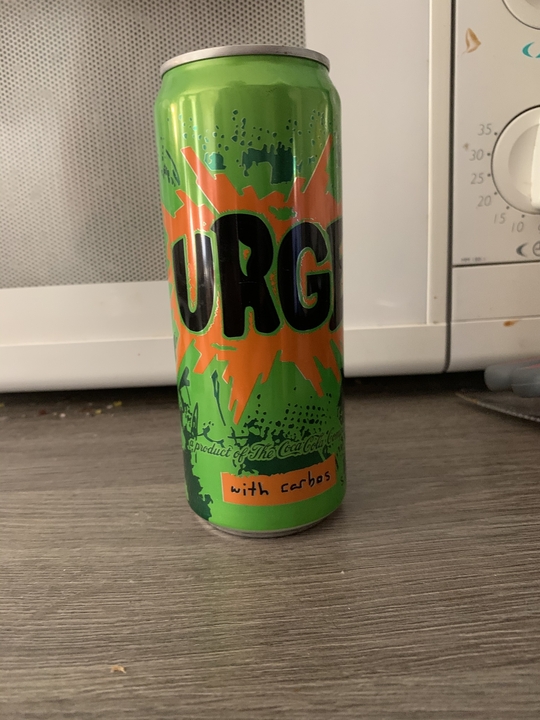 URG
a product of The Coca-Cola
with carbos
35
30
25
20
15
10